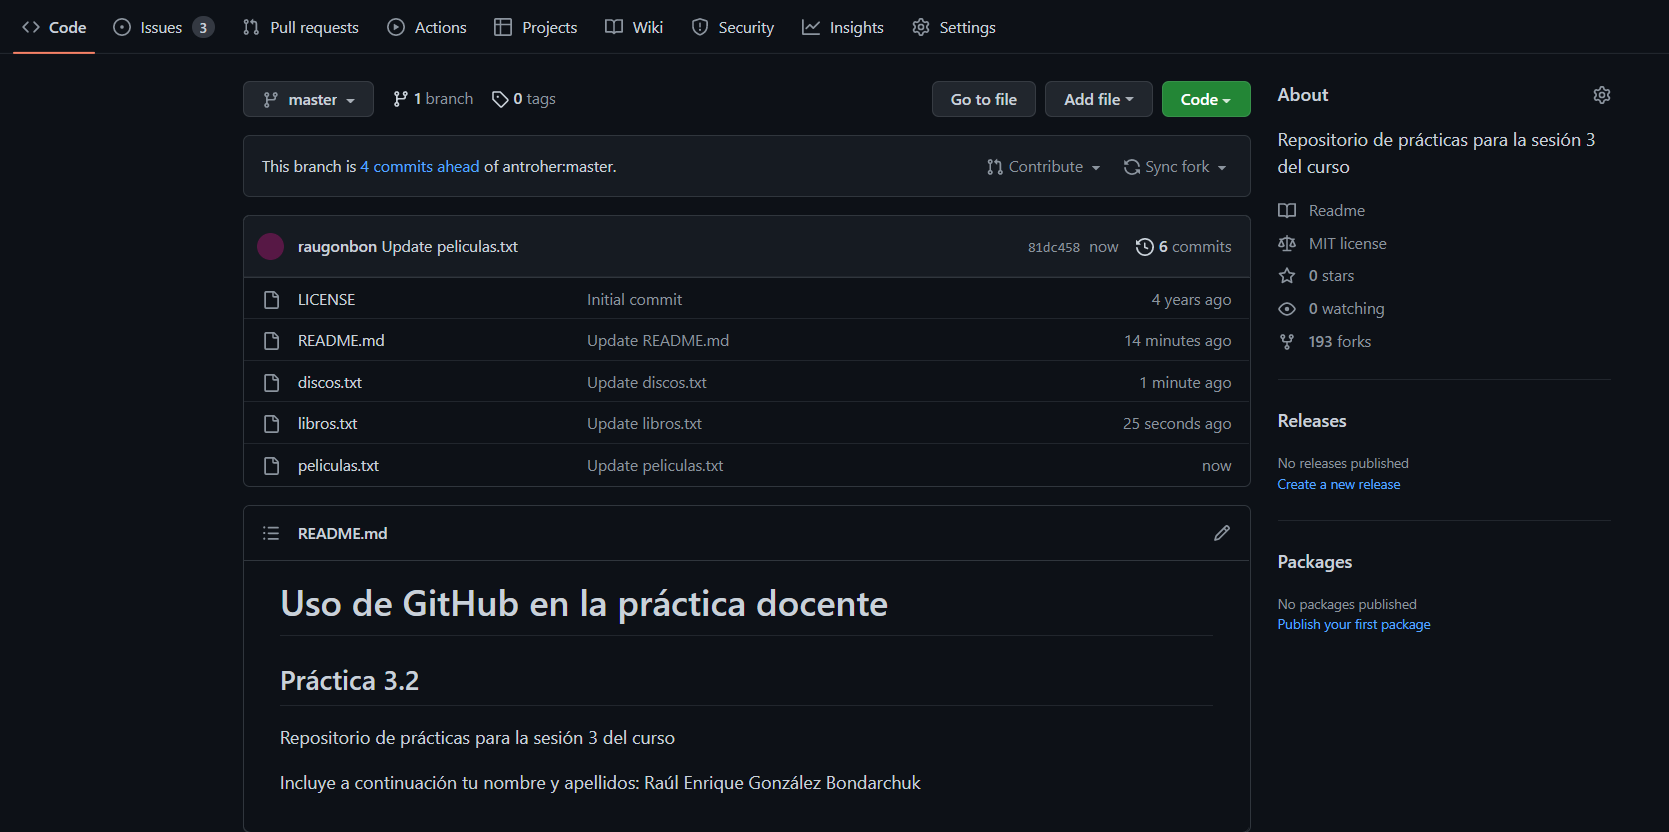 Code Issues 3 Pull requests Actions Projects Wiki Security Insights Settings
master 1 branch 0 tags Go to file Add file Code
This branch is 4 commits ahead of antroher:master. Contribute Sync fork
raugonbon Update peliculas.txt 81dc458 now 6 commits
LICENSE Initial commit 4 years ago
README.md Update README.md 14 minutes ago
discos.txt Update discos.txt 1 minute ago
libros.txt Update libros.txt 25 seconds ago
peliculas.txt Update peliculas.txt now
README.md
Uso de GitHub en la práctica docente
Práctica 3.2
Repositorio de prácticas para la sesión 3 del curso
Incluye a continuación tu nombre y apellidos: Raúl Enrique González Bondarchuk
About
Repositorio de prácticas para la sesión 3
del curso
Readme
MIT license
0 stars
0 watching
193 forks
Releases
No releases published
Create a new release
Packages
No packages published
Publish your first package